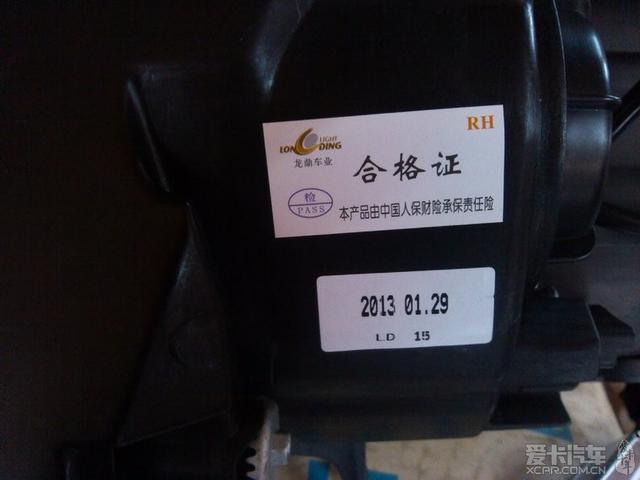 RH
LIGHT
LONG DING
龙鼎车业
合格证
检
PASS
本产品由中国人保财险承保责任险
2013 01.29
LD 15
爱卡汽车
XCAR.COM.CN